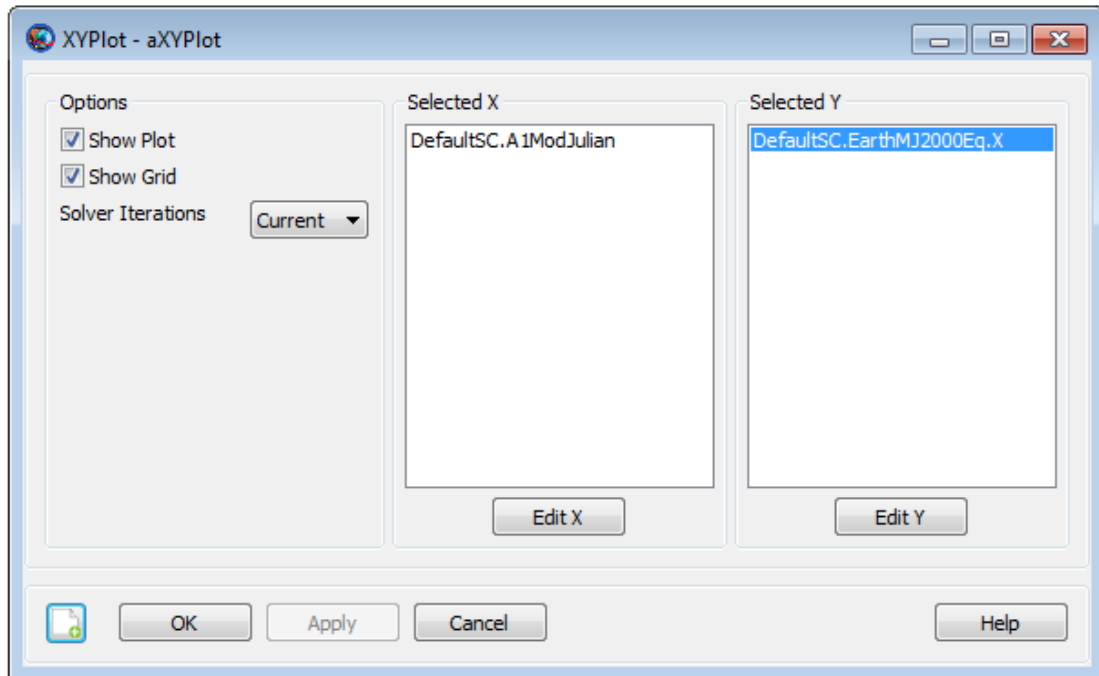 XYPlot - aXYPlot
Options
Show Plot
Show Grid
Solver Iterations
Current
Selected X
DefaultSC.A1ModJulian
Edit X
Selected Y
DefaultSC.EarthMJ2000Eq.X
Edit Y
OK
Apply
Cancel
Help